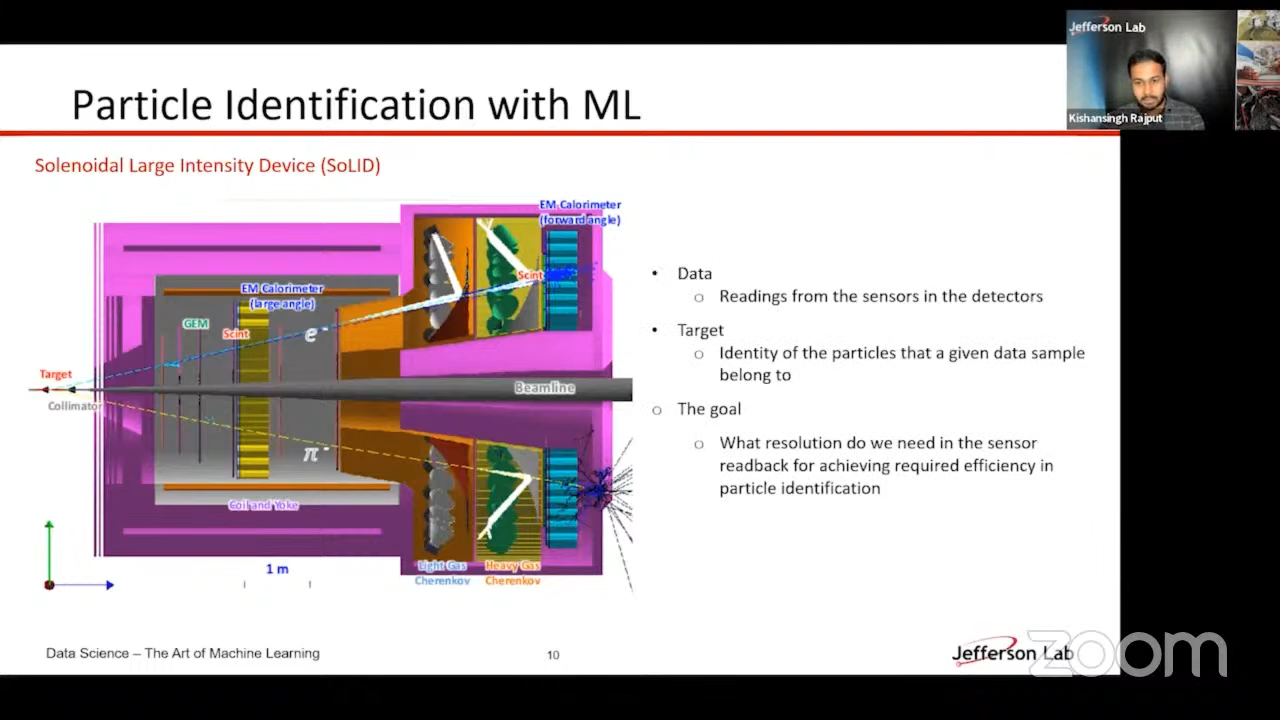 Jefferson Lab
Kishansingh Rajput
Particle Identification with ML
Solenoidal Large Intensity Device (SoLID)
EM Calorimeter
(forward angle)
Scint
EM Calorimeter
(large angle)
GEM
Scint
e⁻
Target
Collimator
Beamline
π⁻
Coil and Yoke
1 m
Light Gas
Cherenkov
Heavy Gas
Cherenkov
• Data
○ Readings from the sensors in the detectors
• Target
○ Identity of the particles that a given data sample
belong to
○ The goal
○ What resolution do we need in the sensor
readback for achieving required efficiency in
particle identification
Data Science – The Art of Machine Learning
10
Jefferson Lab
zoom